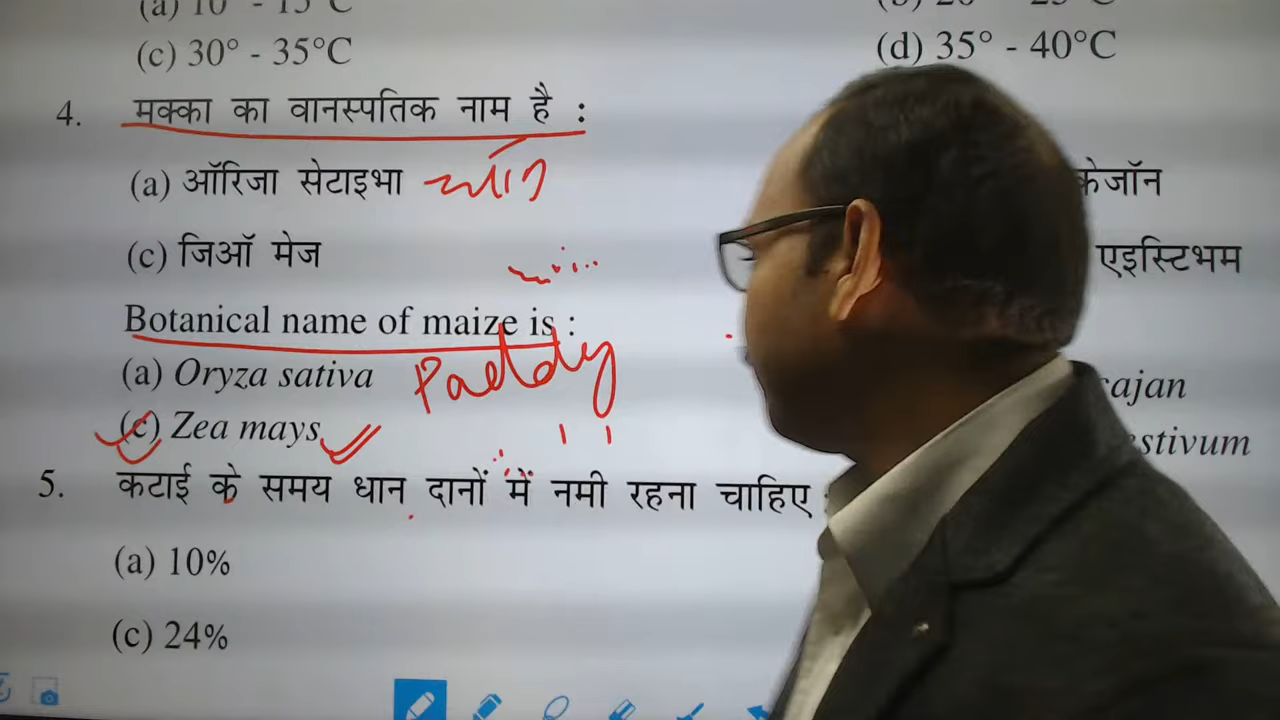 (c) 30° - 35°C (d) 35° - 40°C
4. मक्का का वानस्पतिक नाम है :
(a) ऑरिजा सेटाइभा केजॉन
(c) जिऑ मेज एइस्टिभम
Botanical name of maize is :
(a) Oryza sativa Paddy cajan
(c) Zea mays
5. कटाई के समय धान दानों में नमी रहना चाहिए
(a) 10%
(c) 24%